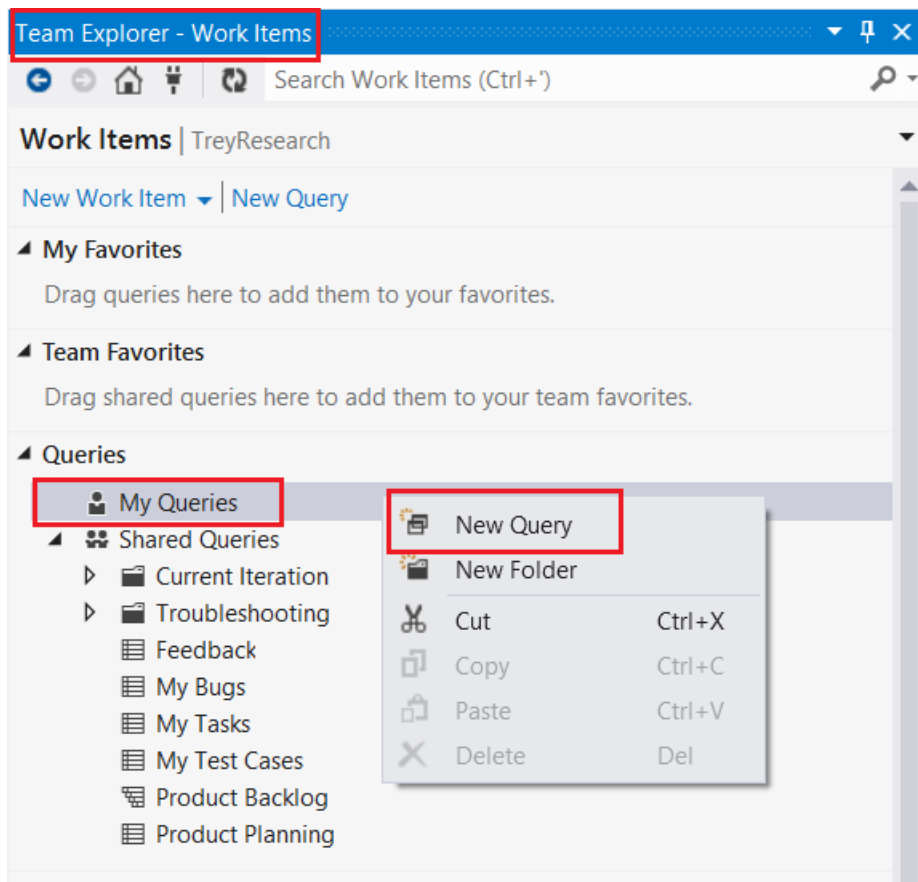 Team Explorer - Work Items
Search Work Items (Ctrl+')
Work Items | TreyResearch
New Work Item | New Query
My Favorites
Drag queries here to add them to your favorites.
Team Favorites
Drag shared queries here to add them to your team favorites.
Queries
My Queries
Shared Queries
Current Iteration
Troubleshooting
Feedback
My Bugs
My Tasks
My Test Cases
Product Backlog
Product Planning
New Query
New Folder
Cut Ctrl+X
Copy Ctrl+C
Paste Ctrl+V
Delete Del